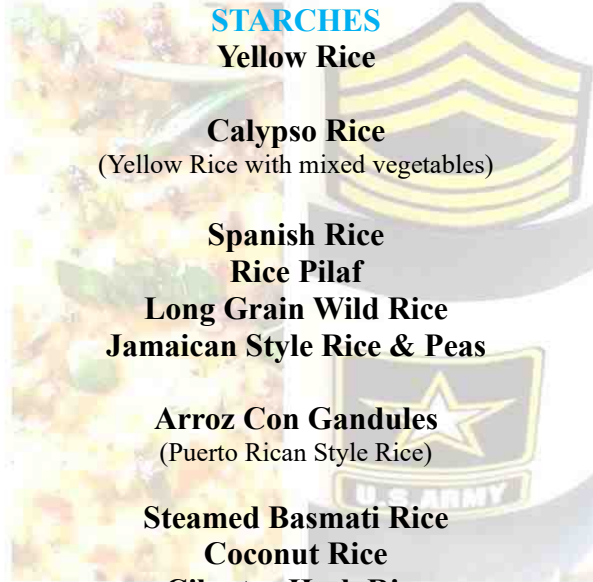 STARCHES
Yellow Rice
Calypso Rice
(Yellow Rice with mixed vegetables)
Spanish Rice
Rice Pilaf
Long Grain Wild Rice
Jamaican Style Rice & Peas
Arroz Con Gandules
(Puerto Rican Style Rice)
U.S.ARMY
Steamed Basmati Rice
Coconut Rice